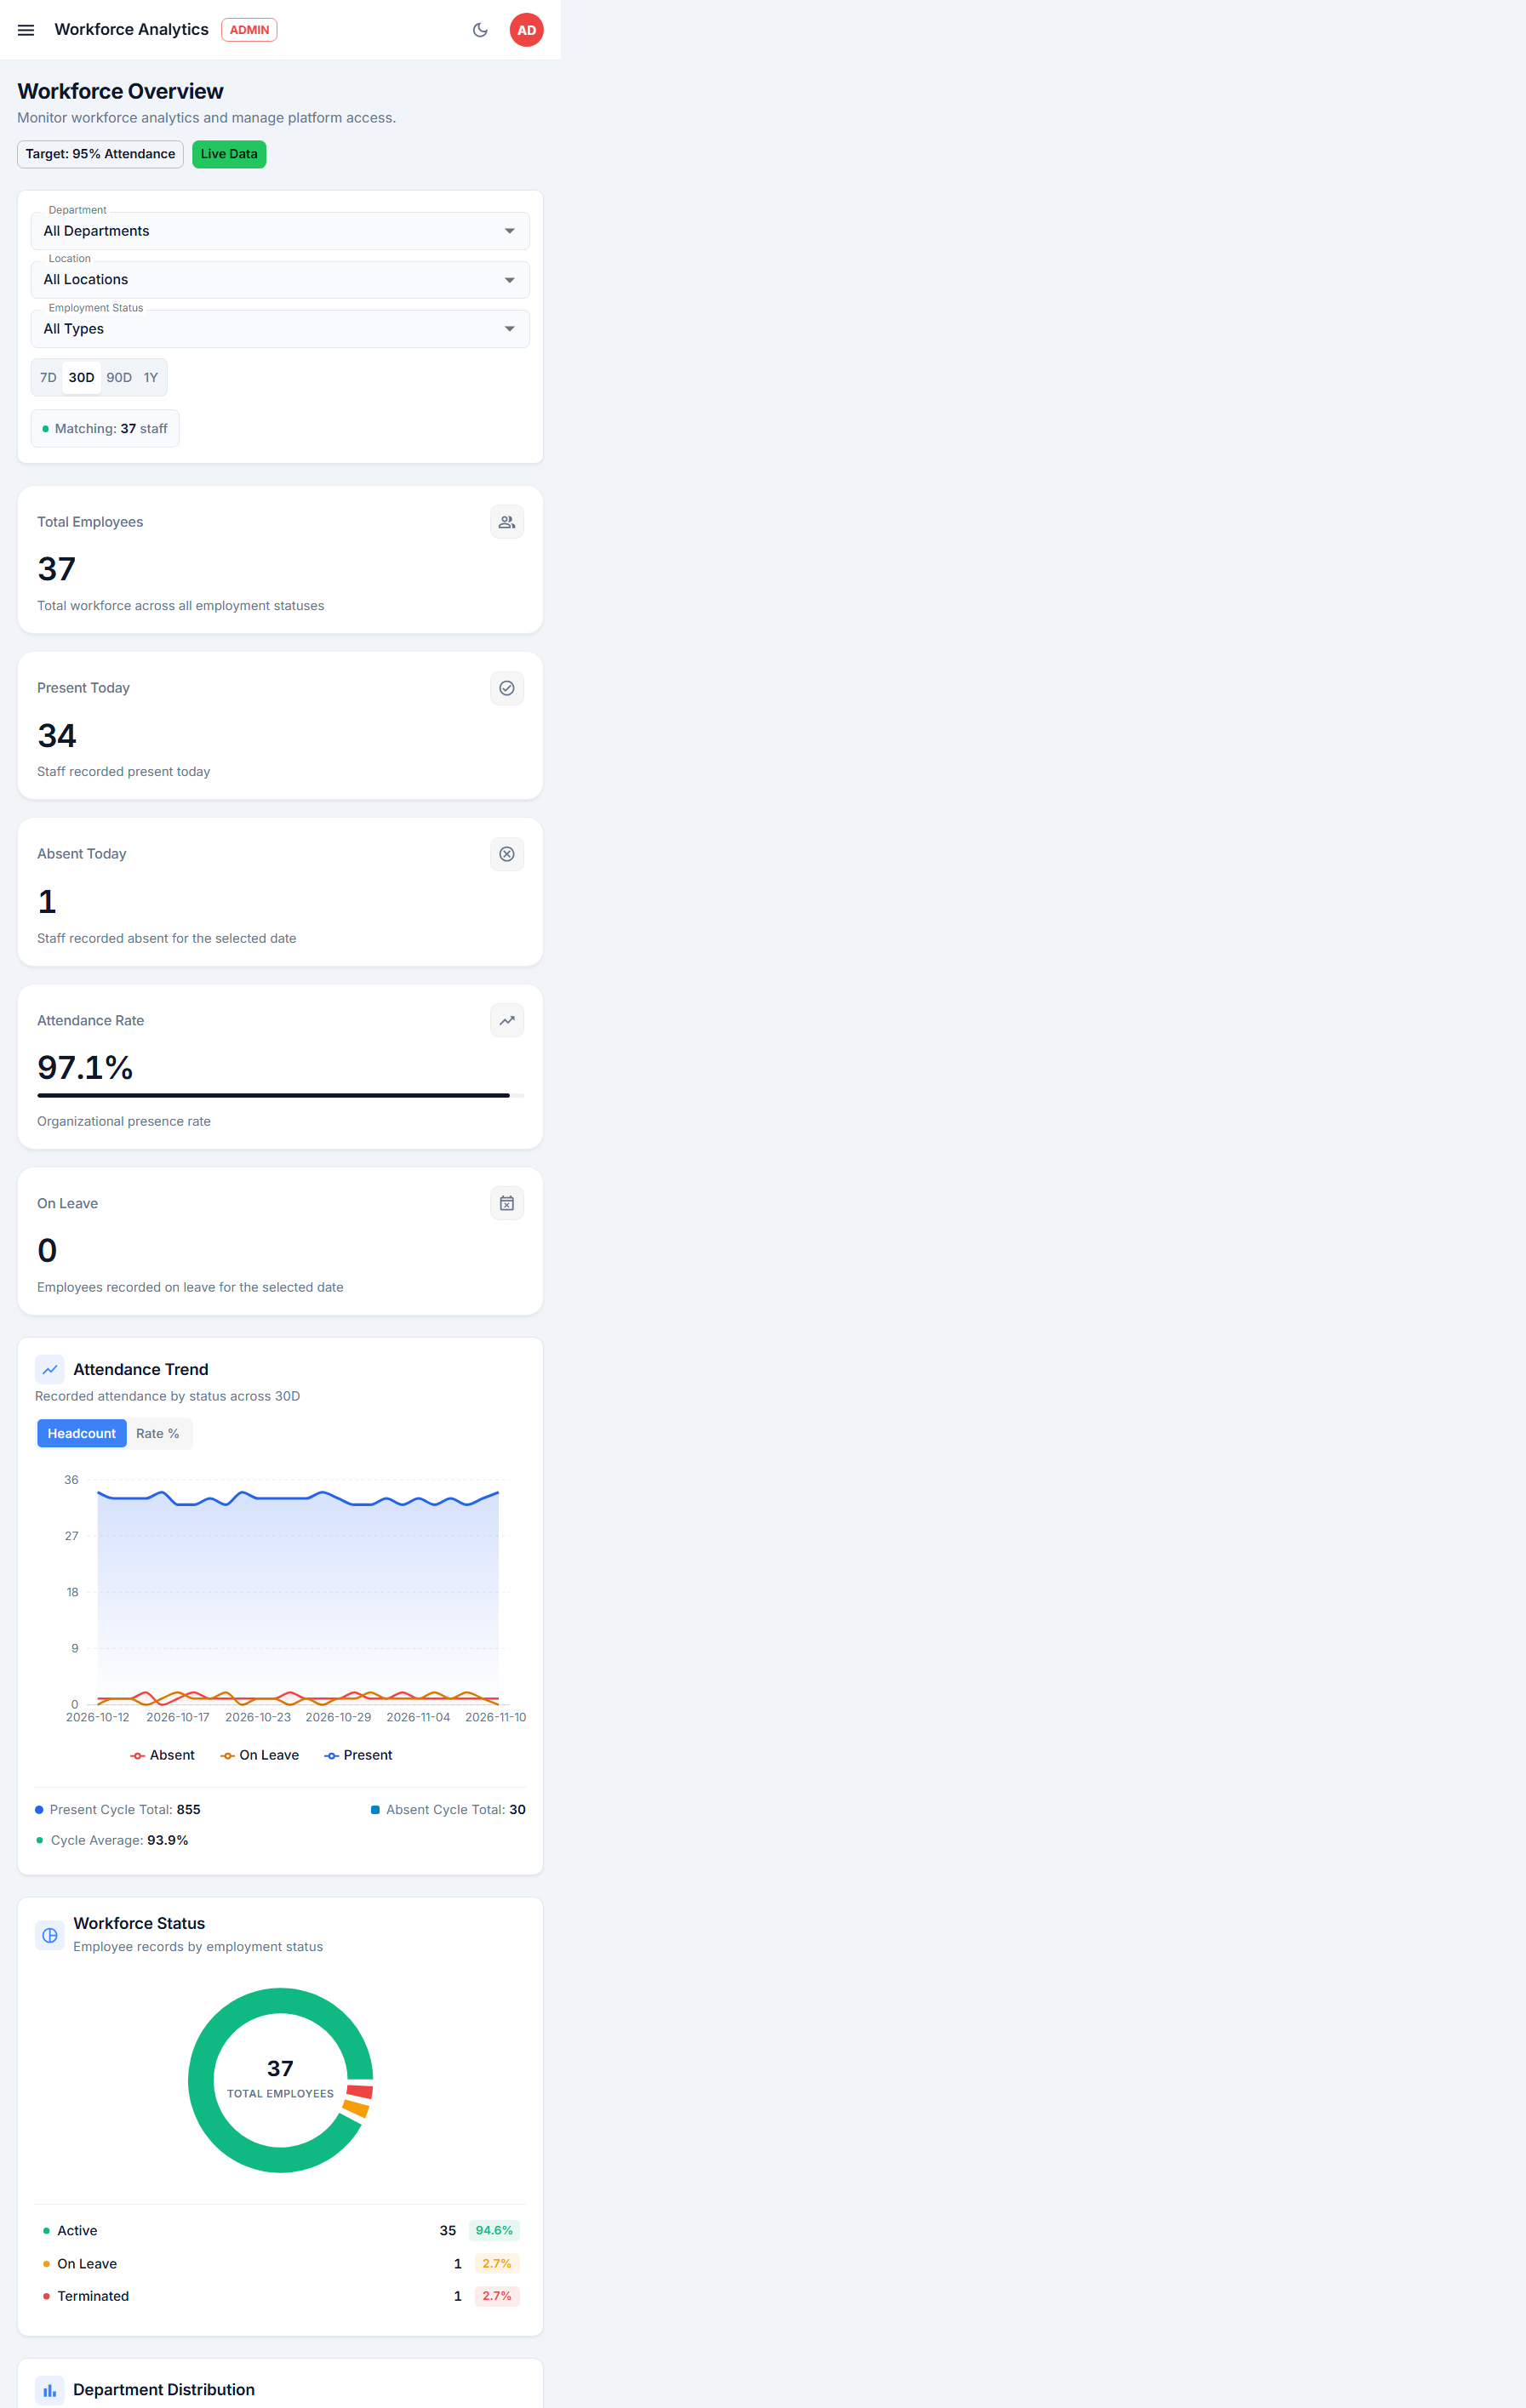 Workforce Analytics ADMIN AD
Workforce Overview
Monitor workforce analytics and manage platform access.
Target: 95% Attendance Live Data
Department
All Departments
Location
All Locations
Employment Status
All Types
7D 30D 90D 1Y
Matching: 37 staff
Total Employees
37
Total workforce across all employment statuses
Present Today
34
Staff recorded present today
Absent Today
1
Staff recorded absent for the selected date
Attendance Rate
97.1%
Organizational presence rate
On Leave
0
Employees recorded on leave for the selected date
Attendance Trend
Recorded attendance by status across 30D
Headcount Rate %
36
27
18
9
0
2026-10-12 2026-10-17 2026-10-23 2026-10-29 2026-11-04 2026-11-10
Absent On Leave Present
Present Cycle Total: 855 Absent Cycle Total: 30
Cycle Average: 93.9%
Workforce Status
Employee records by employment status
37
TOTAL EMPLOYEES
Active 35 94.6%
On Leave 1 2.7%
Terminated 1 2.7%
Department Distribution